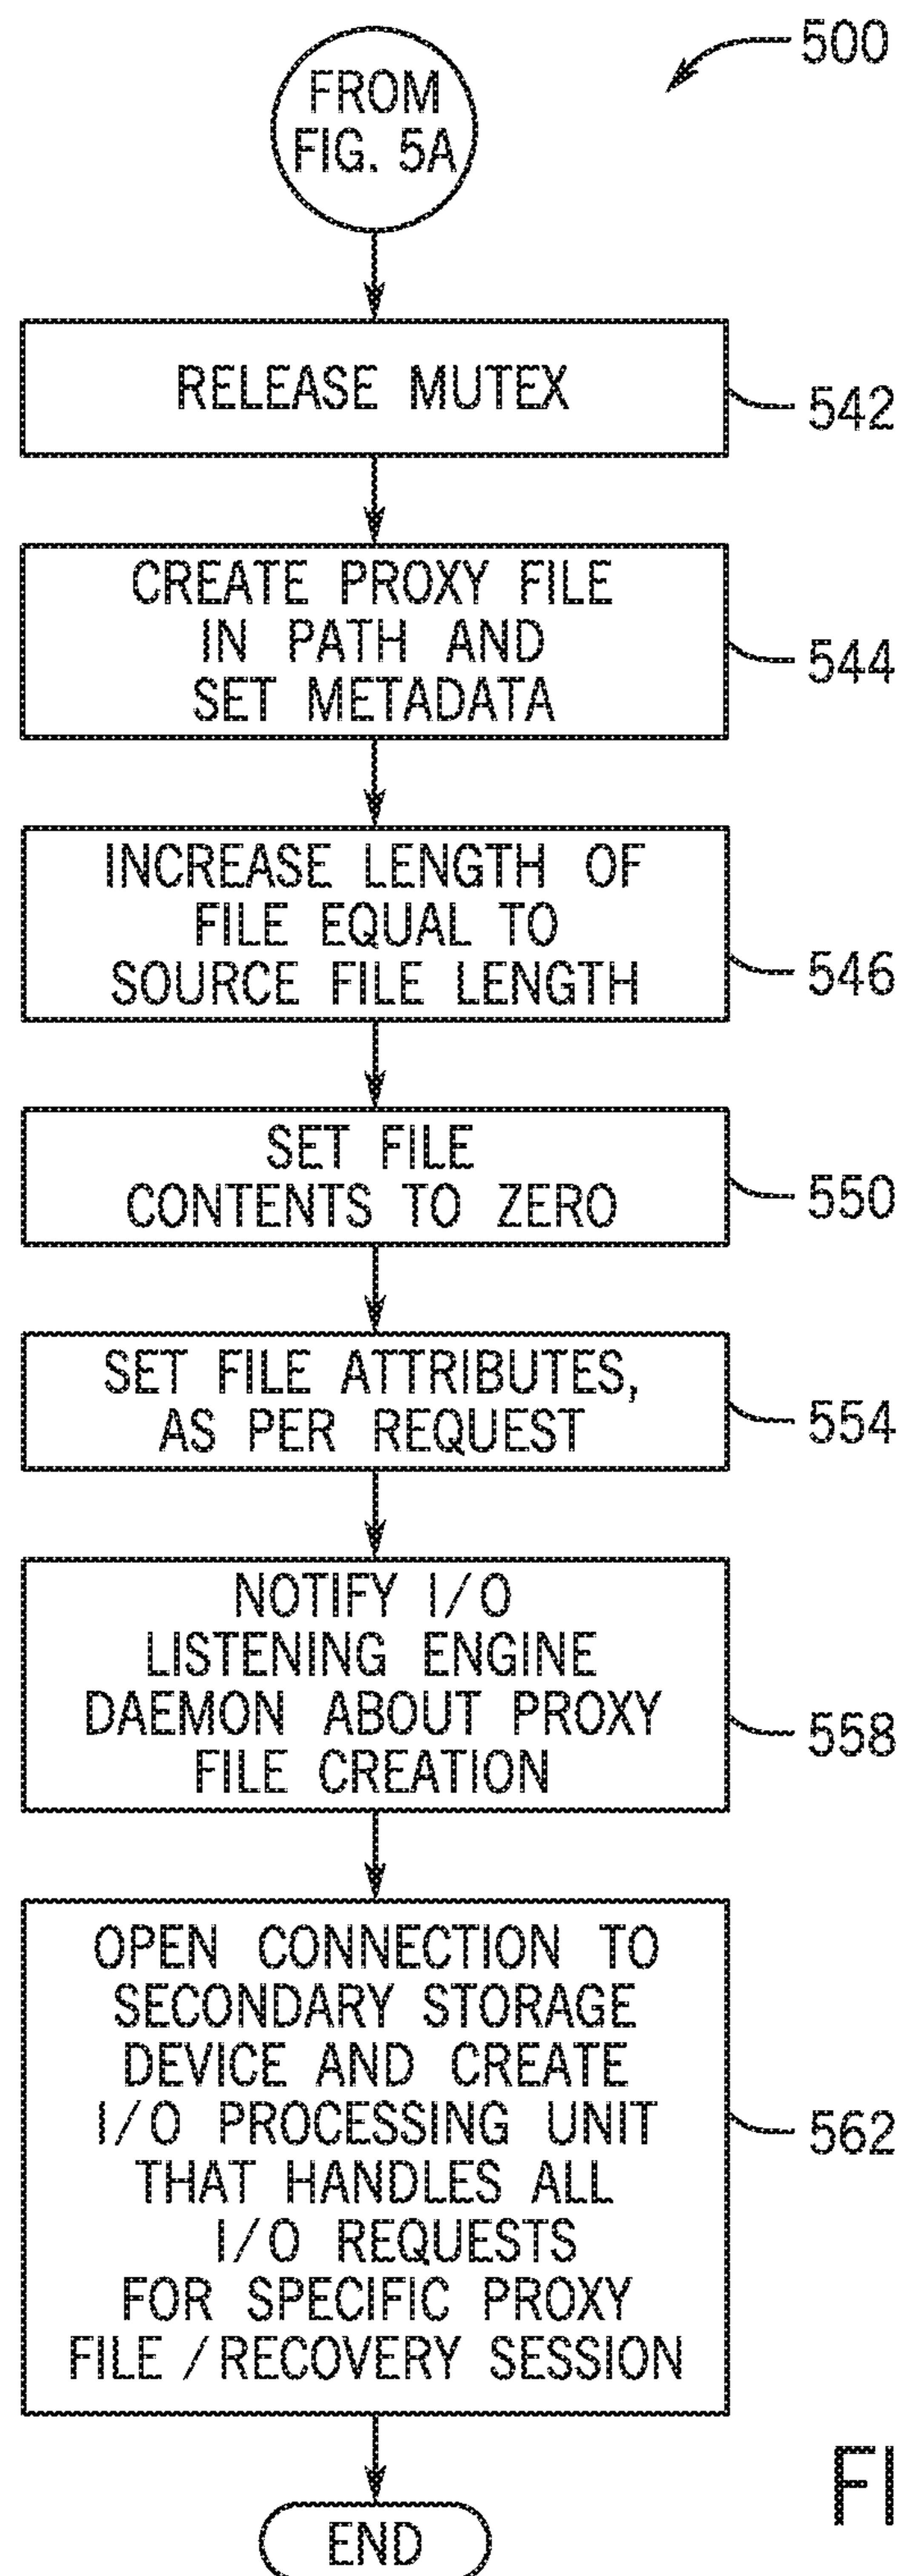 500
FROM
FIG. 5A
RELEASE MUTEX
542
CREATE PROXY FILE
IN PATH AND
SET METADATA
544
INCREASE LENGTH OF
FILE EQUAL TO
SOURCE FILE LENGTH
546
SET FILE
CONTENTS TO ZERO
550
SET FILE ATTRIBUTES,
AS PER REQUEST
554
NOTIFY I/O
LISTENING ENGINE
DAEMON ABOUT PROXY
FILE CREATION
558
OPEN CONNECTION TO
SECONDARY STORAGE
DEVICE AND CREATE
I/O PROCESSING UNIT
THAT HANDLES ALL
I/O REQUESTS
FOR SPECIFIC PROXY
FILE / RECOVERY SESSION
562
END
FI